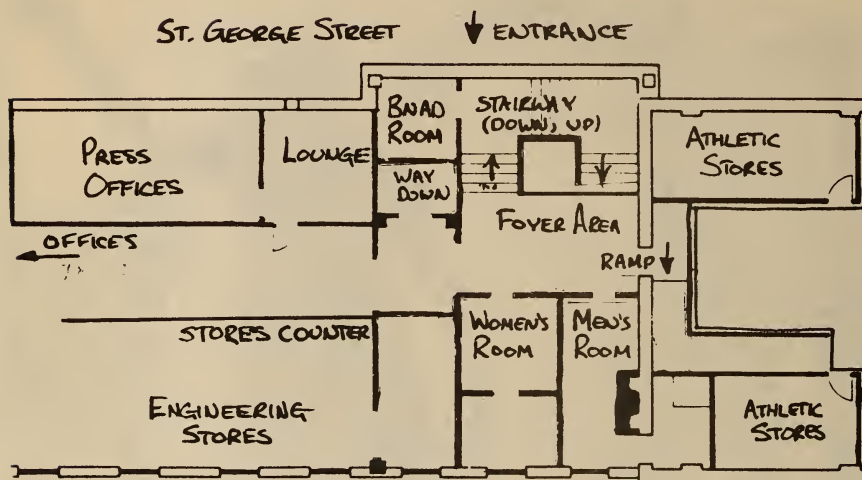 ST. GEORGE STREET
ENTRANCE
BNAD
ROOM
STAIRWAY
(DOWN, UP)
PRESS
OFFICES
LOUNGE
ATHLETIC
STORES
WAY
DOWN
FOYER AREA
OFFICES
RAMP
STORES COUNTER
WOMEN'S
ROOM
MEN'S
ROOM
ENGINEERING
STORES
ATHLETIC
STORES